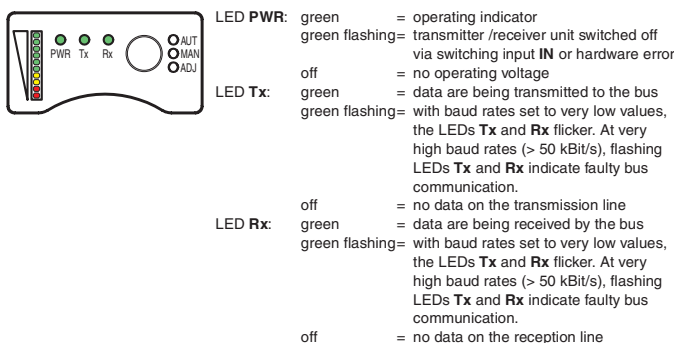 PWR Tx Rx
AUT
MAN
ADJ
LED PWR: green = operating indicator
green flashing= transmitter /receiver unit switched off
via switching input IN or hardware error
off = no operating voltage
LED Tx: green = data are being transmitted to the bus
green flashing= with baud rates set to very low values,
the LEDs Tx and Rx flicker. At very
high baud rates (> 50 kBit/s), flashing
LEDs Tx and Rx indicate faulty bus
communication.
off = no data on the transmission line
LED Rx: green = data are being received by the bus
green flashing= with baud rates set to very low values,
the LEDs Tx and Rx flicker. At very
high baud rates (> 50 kBit/s), flashing
LEDs Tx and Rx indicate faulty bus
communication.
off = no data on the reception line